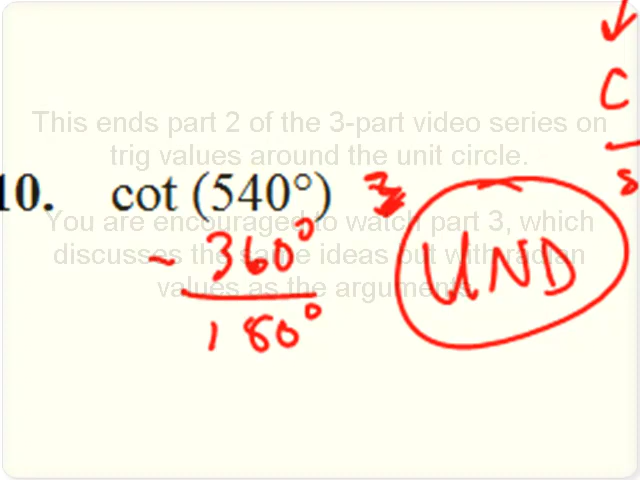 C
s
This ends part 2 of the 3-part video series on
trig values around the unit circle.
10. cot (540°)
You are encouraged to watch part 3, which
discusses the same ideas but with radian
values as the arguments.
- 360°
180°
UND